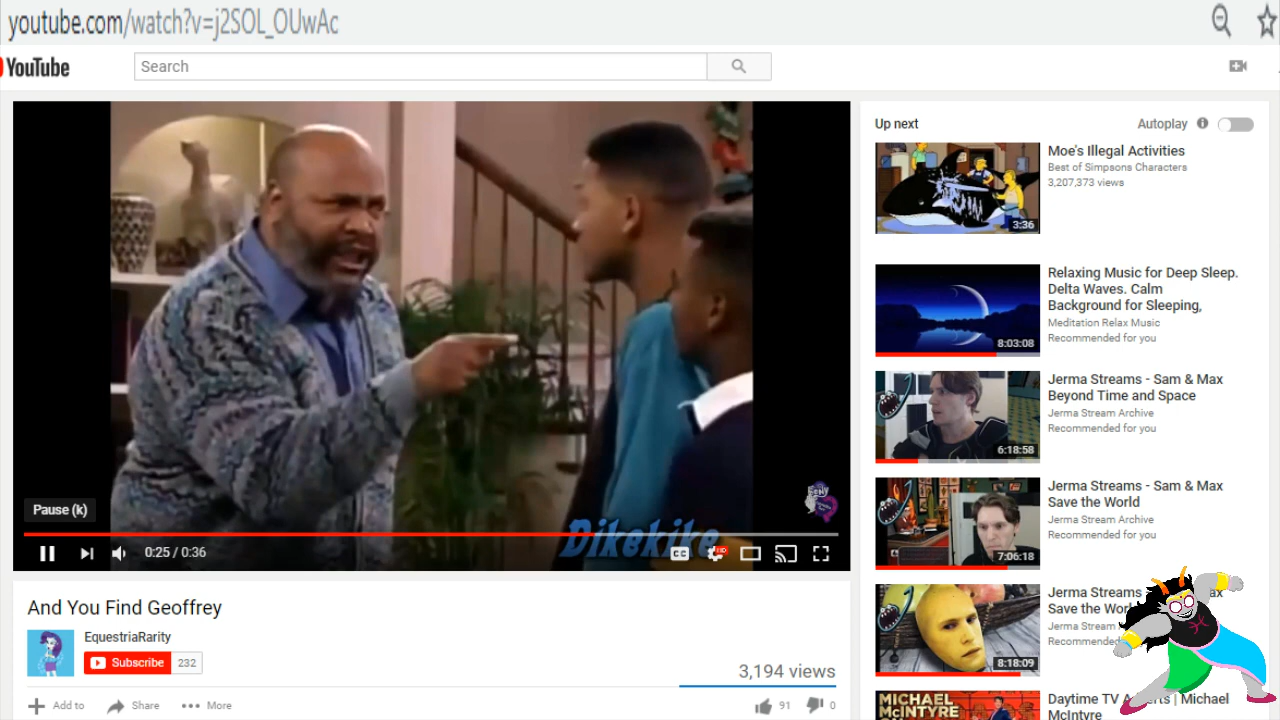 youtube.com/watch?v=j2SOL_OUwAc
YouTube
Search
Up next
Autoplay
Moe's Illegal Activities
Best of Simpsons Characters
3,207,373 views
3:36
Relaxing Music for Deep Sleep.
Delta Waves. Calm
Background for Sleeping,
Meditation Relax Music
Recommended for you
8:03:08
Jerma Streams - Sam & Max
Beyond Time and Space
Jerma Stream Archive
Recommended for you
6:18:58
Jerma Streams - Sam & Max
Save the World
Jerma Stream Archive
Recommended for you
7:06:18
Jerma Streams
Save the Wor
Jerma Stream
Recommended
8:18:09
Daytime TV A
| Michael
McIntyre
MICHAEL
McINTYRE
Dikekike
Pause (k)
0:25 / 0:36
CC
HD
And You Find Geoffrey
EquestriaRarity
Subscribe 232
3,194 views
Add to
Share
More
91
0